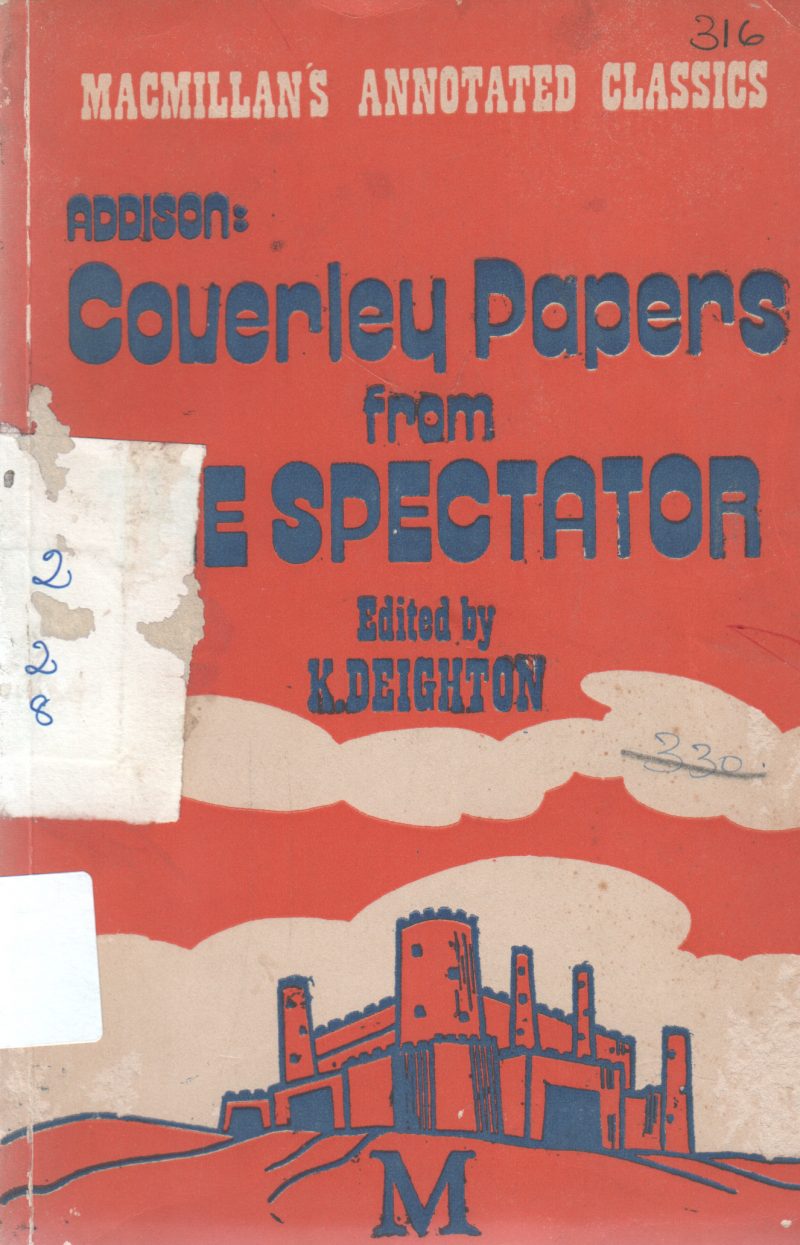 316
MACMILLAN'S ANNOTATED CLASSICS
ADDISON:
Coverley Papers
from
E SPECTATOR
Edited by
K.DEIGHTON
2
2
8
330.
M